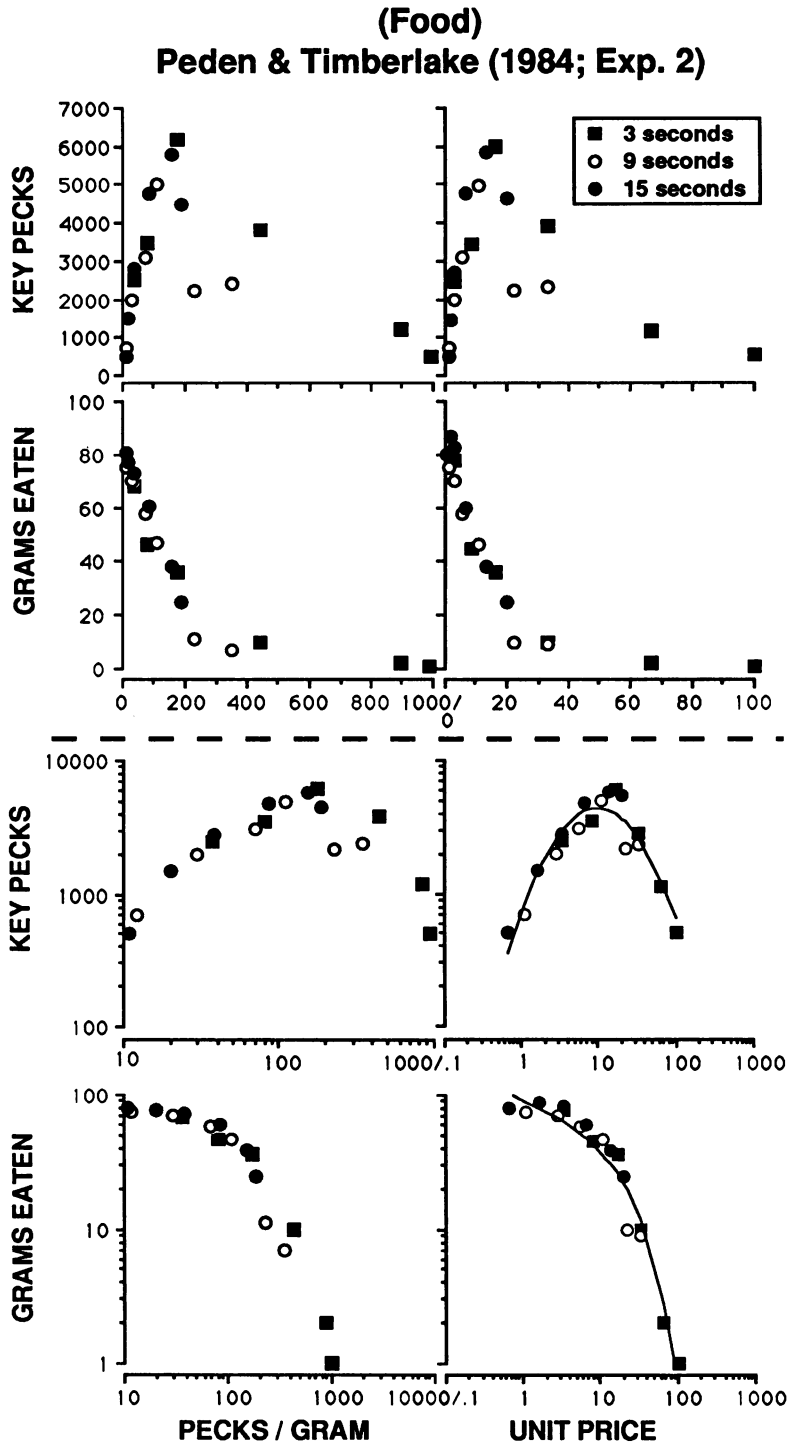 (Food)
Peden & Timberlake (1984; Exp. 2)
KEY PECKS
7000
6000
5000
4000
3000
2000
1000
0
3 seconds
9 seconds
15 seconds
GRAMS EATEN
100
80
60
40
20
0
0 200 400 600 800 1000/ 0 20 40 60 80 100
KEY PECKS
10000
1000
100
10 100 1000/.1 1 10 100 1000
GRAMS EATEN
100
10
1
10 100 1000 10000/.1 1 10 100 1000
PECKS / GRAM UNIT PRICE